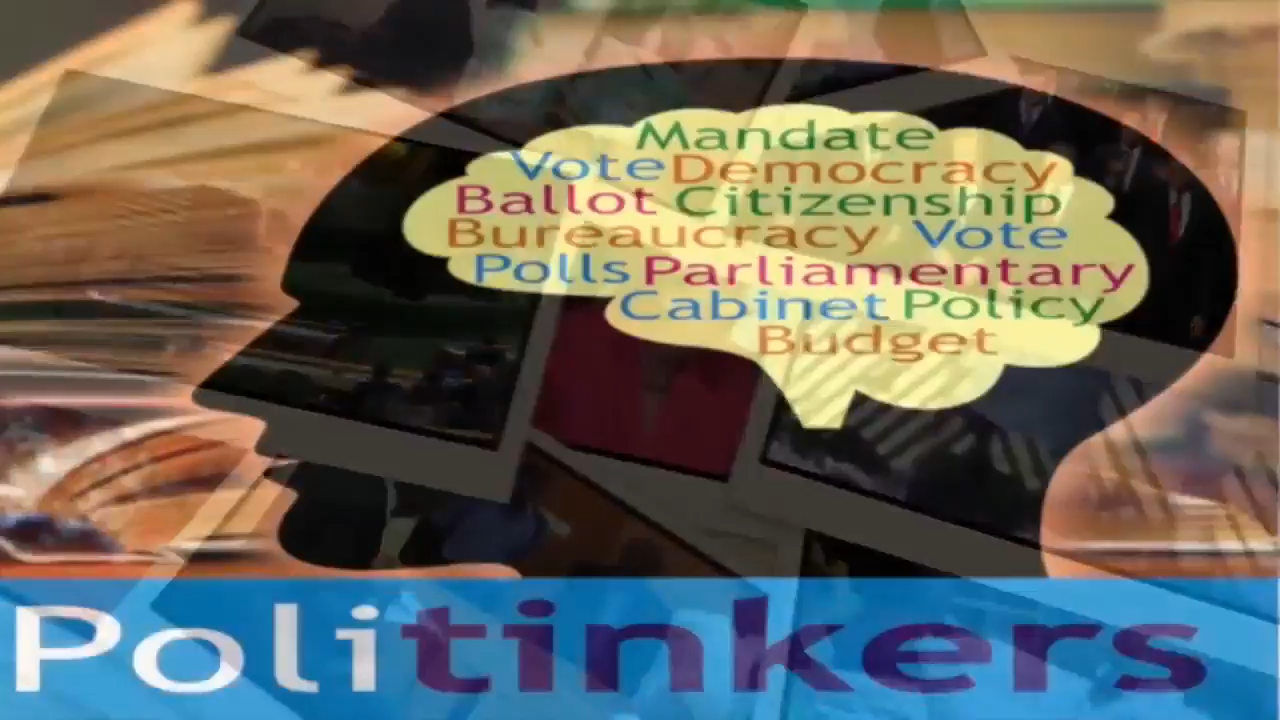 Mandate
Vote Democracy
Ballot Citizenship
Bureaucracy Vote
Polls Parliamentary
Cabinet Policy
Budget
Politinkers